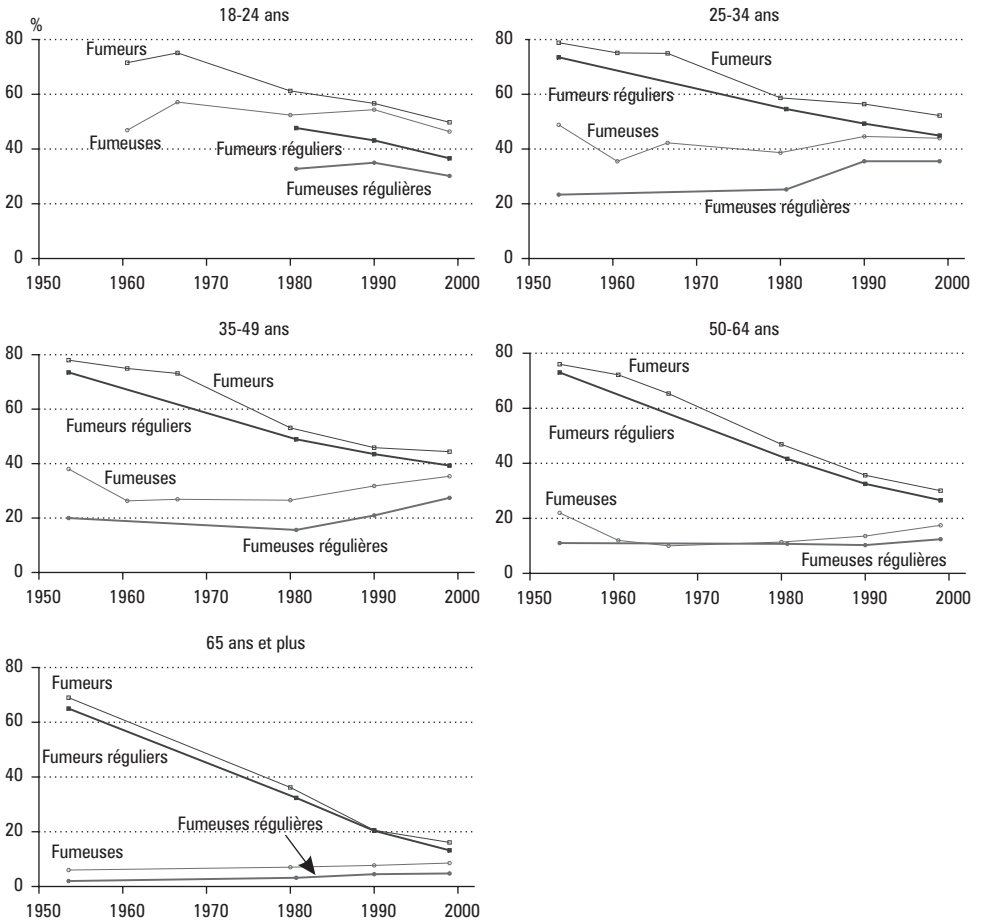 18-24 ans
%
80
60
40
20
0
1950 1960 1970 1980 1990 2000
Fumeurs
Fumeuses
Fumeurs réguliers
Fumeuses régulières
25-34 ans
80
60
40
20
0
1950 1960 1970 1980 1990 2000
Fumeurs
Fumeurs réguliers
Fumeuses
Fumeuses régulières
35-49 ans
80
60
40
20
0
1950 1960 1970 1980 1990 2000
Fumeurs
Fumeurs réguliers
Fumeuses
Fumeuses régulières
50-64 ans
80
60
40
20
0
1950 1960 1970 1980 1990 2000
Fumeurs
Fumeurs réguliers
Fumeuses
Fumeuses régulières
65 ans et plus
80
60
40
20
0
1950 1960 1970 1980 1990 2000
Fumeurs
Fumeurs réguliers
Fumeuses régulières
Fumeuses